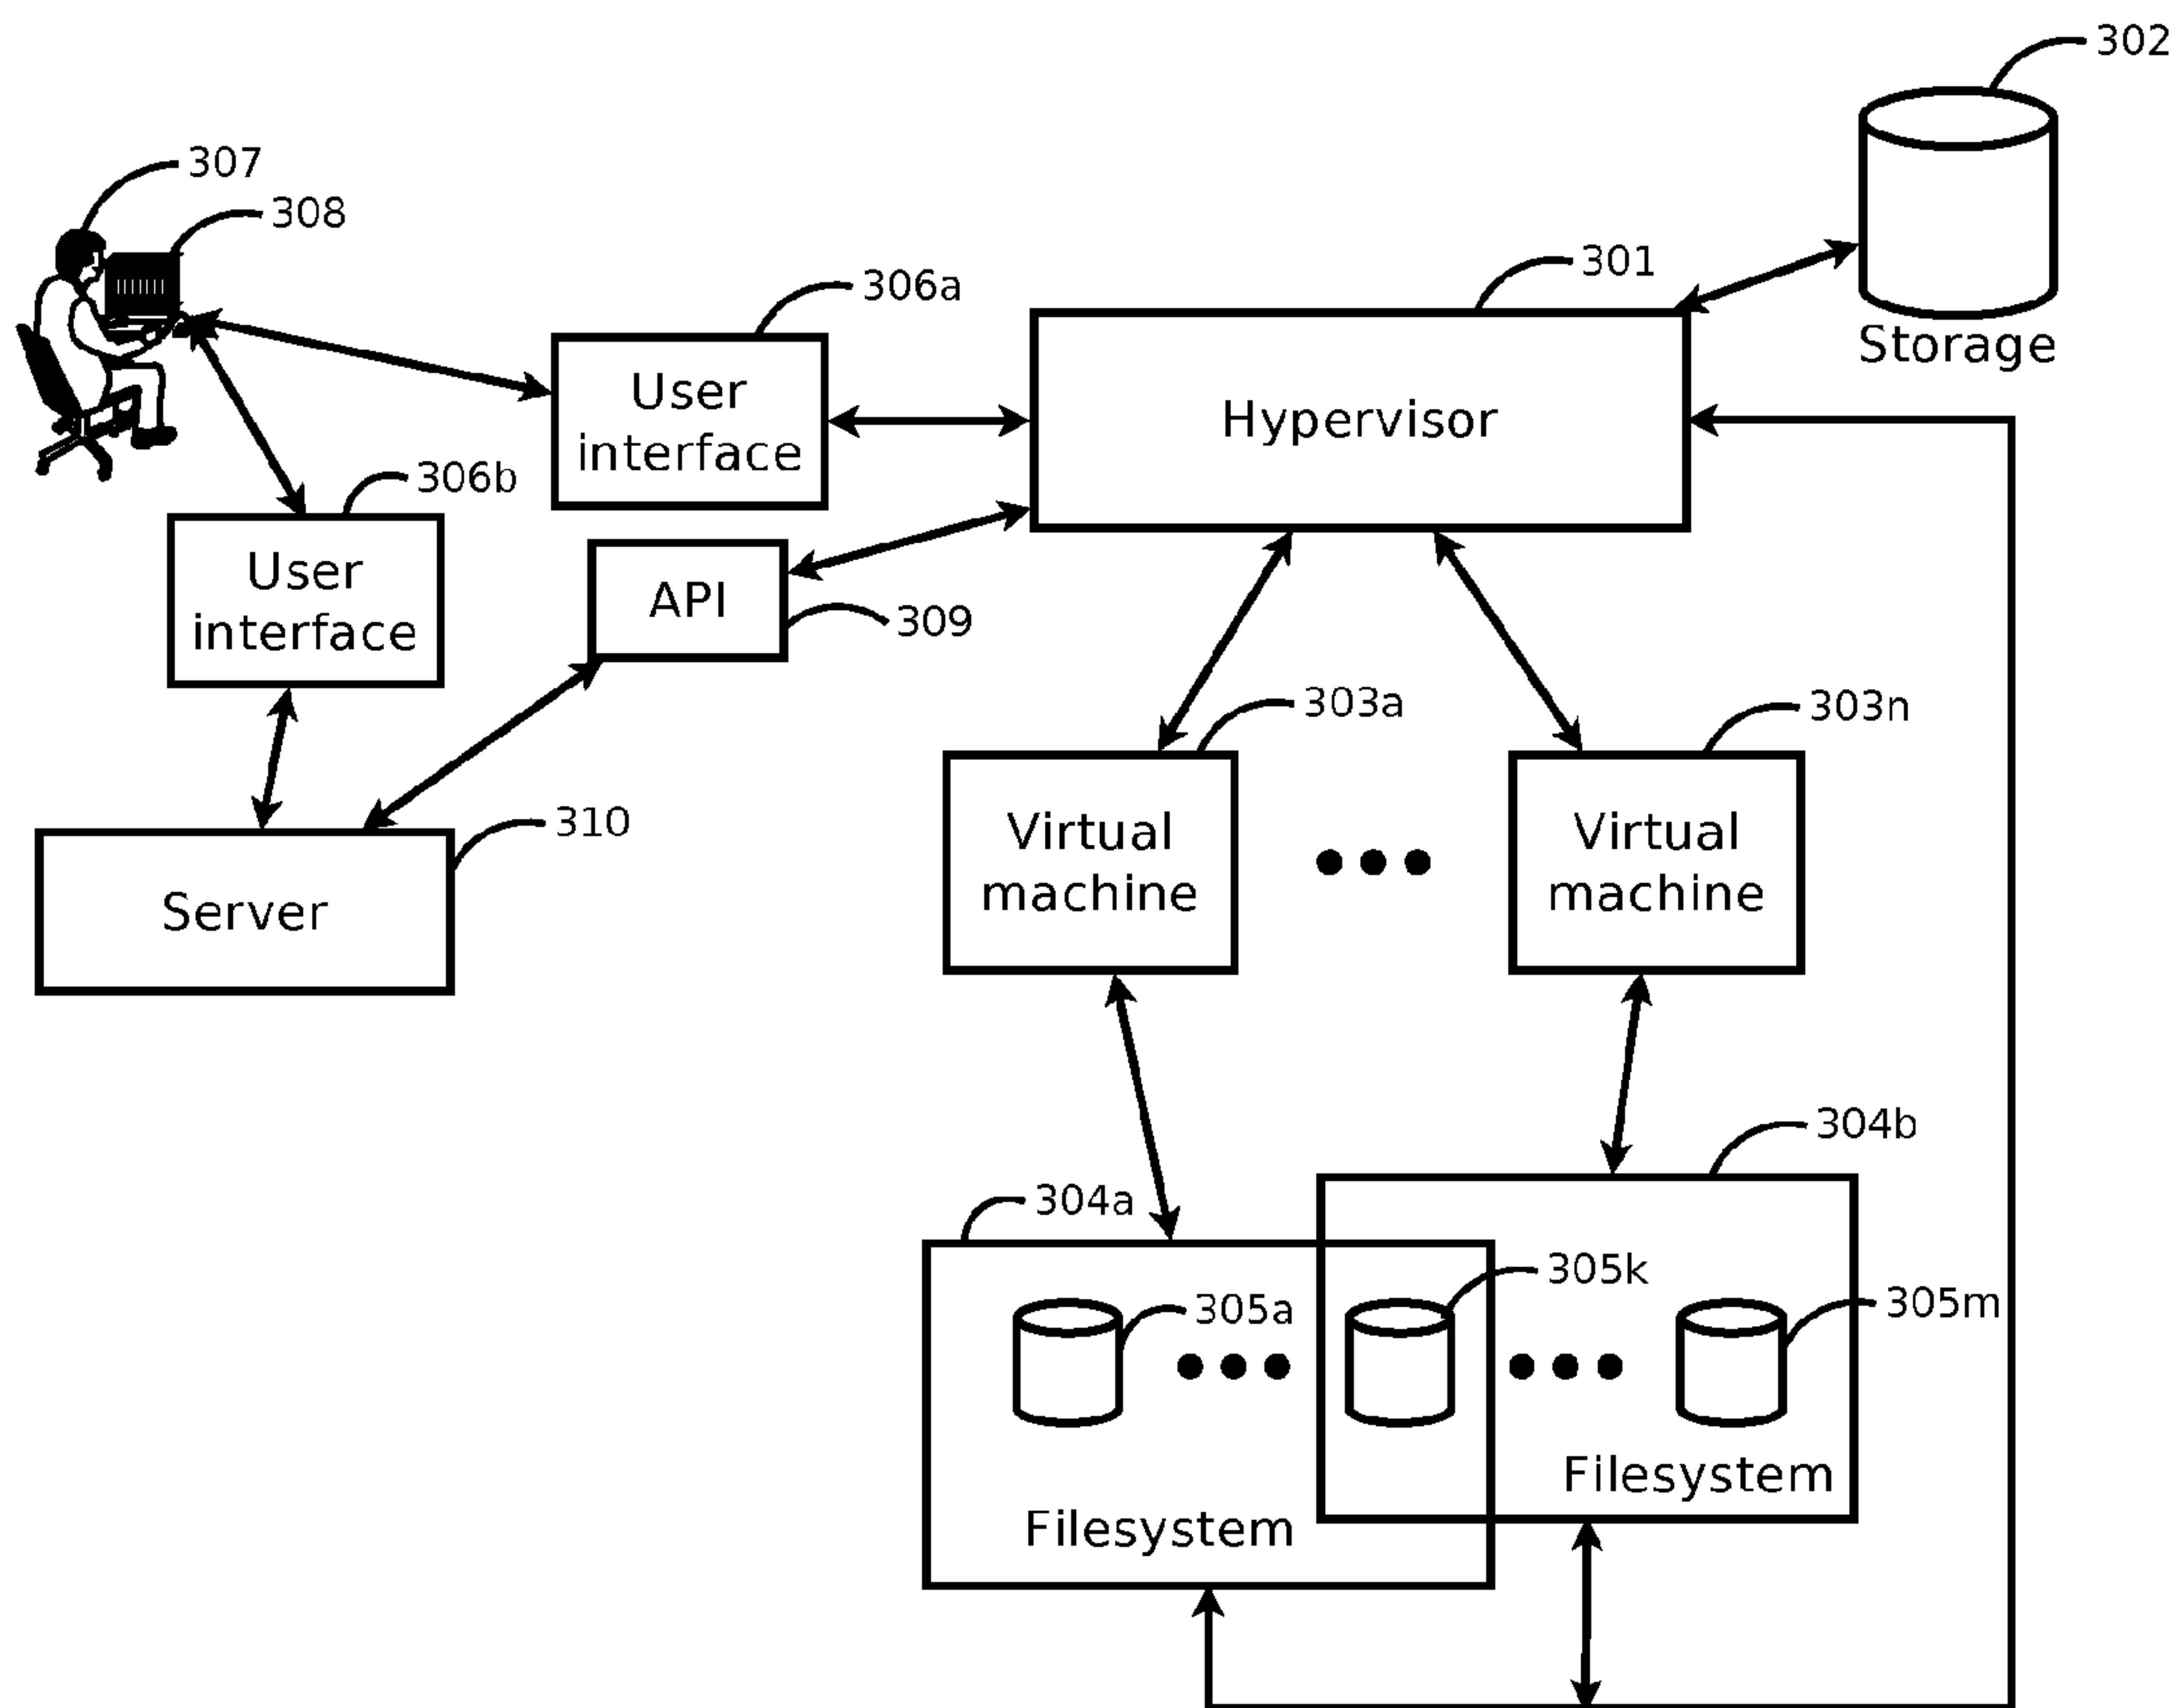 302
307
308
301
306a
Storage
User
interface
Hypervisor
306b
User
interface
API
309
303a
303n
310
Virtual
machine
Virtual
machine
Server
304b
304a
305k
305a
305m
Filesystem
Filesystem